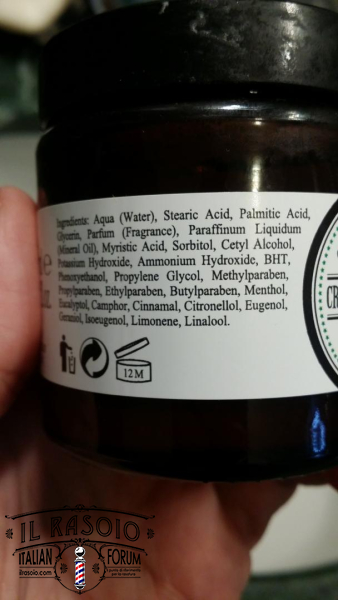 Ingredients: Aqua (Water), Stearic Acid, Palmitic Acid,
Glycerin, Parfum (Fragrance), Paraffinum Liquidum
(Mineral Oil), Myristic Acid, Sorbitol, Cetyl Alcohol,
Potassium Hydroxide, Ammonium Hydroxide, BHT,
Phenoxyethanol, Propylene Glycol, Methylparaben,
Propylparaben, Ethylparaben, Butylparaben, Menthol,
Eucalyptol, Camphor, Cinnamal, Citronellol, Eugenol,
Geraniol, Isoeugenol, Limonene, Linalool.
12 M
CR
IL RASOIO
ITALIAN FORUM
ilrasoio.com